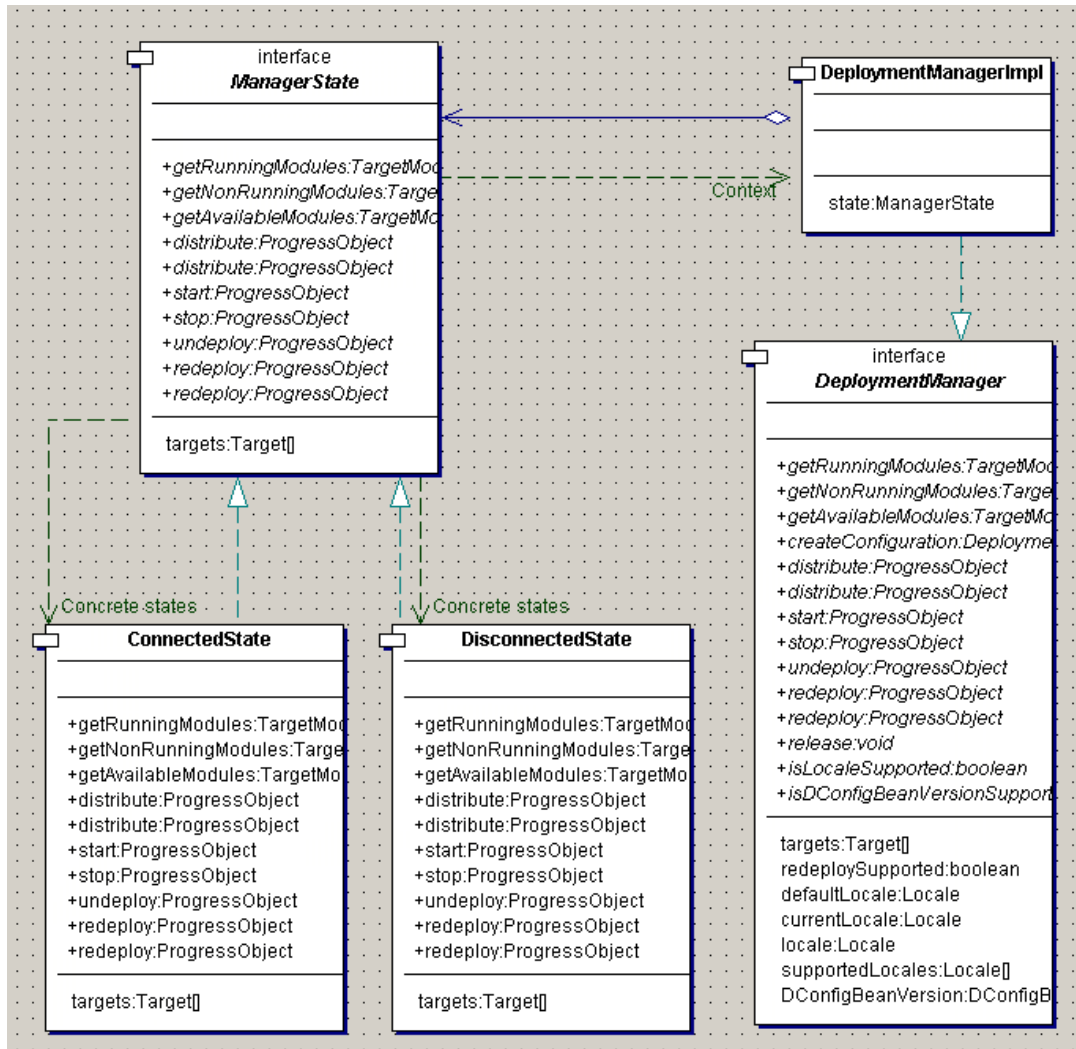 interface
ManagerState
+getRunningModules:TargetMod
+getNonRunningModules:Targe
+getAvailableModules:TargetMo
+distribute:ProgressObject
+distribute:ProgressObject
+start:ProgressObject
+stop:ProgressObject
+undeploy:ProgressObject
+redeploy:ProgressObject
+redeploy:ProgressObject
targets:Target[]
DeploymentManagerImpl
state:ManagerState
Context
interface
DeploymentManager
+getRunningModules:TargetMod
+getNonRunningModules:Targe
+getAvailableModules:TargetMo
+createConfiguration:Deployme
+distribute:ProgressObject
+distribute:ProgressObject
+start:ProgressObject
+stop:ProgressObject
+undeploy:ProgressObject
+redeploy:ProgressObject
+redeploy:ProgressObject
+release:void
+isLocaleSupported:boolean
+isDConfigBeanVersionSupport
targets:Target[]
redeploySupported:boolean
defaultLocale:Locale
currentLocale:Locale
locale:Locale
supportedLocales:Locale[]
DConfigBeanVersion:DConfigB
Concrete states
ConnectedState
+getRunningModules:TargetMod
+getNonRunningModules:Targe
+getAvailableModules:TargetMo
+distribute:ProgressObject
+distribute:ProgressObject
+start:ProgressObject
+stop:ProgressObject
+undeploy:ProgressObject
+redeploy:ProgressObject
+redeploy:ProgressObject
targets:Target[]
Concrete states
DisconnectedState
+getRunningModules:TargetMod
+getNonRunningModules:Targe
+getAvailableModules:TargetMo
+distribute:ProgressObject
+distribute:ProgressObject
+start:ProgressObject
+stop:ProgressObject
+undeploy:ProgressObject
+redeploy:ProgressObject
+redeploy:ProgressObject
targets:Target[]